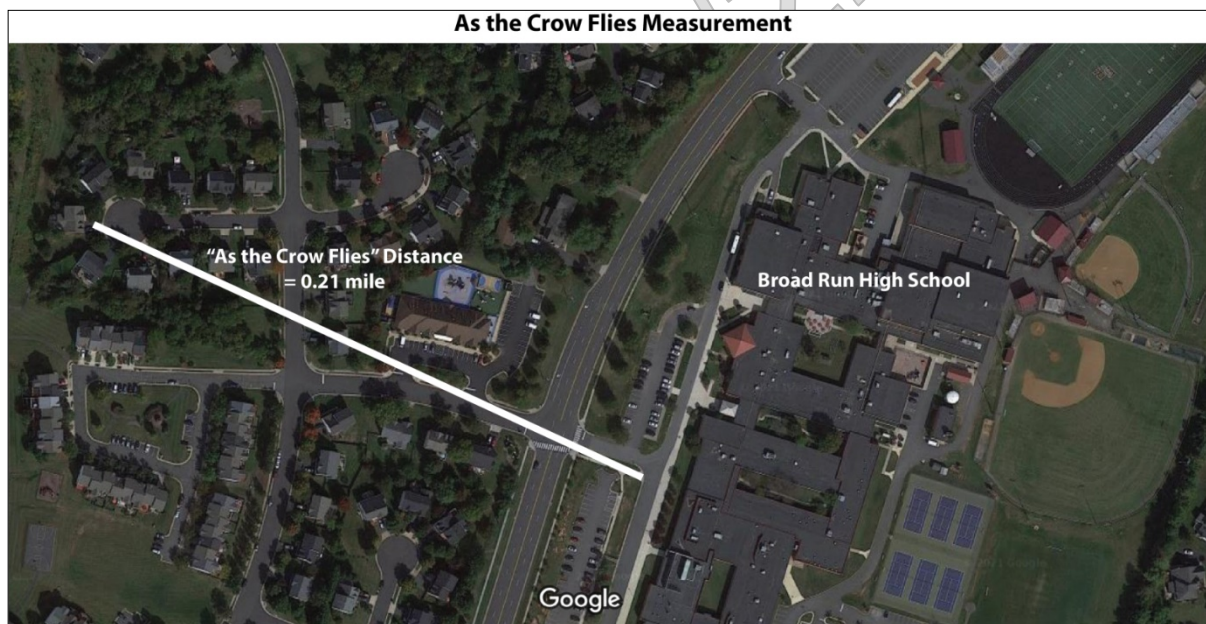 As the Crow Flies Measurement
“As the Crow Flies” Distance
= 0.21 mile
Broad Run High School
Google